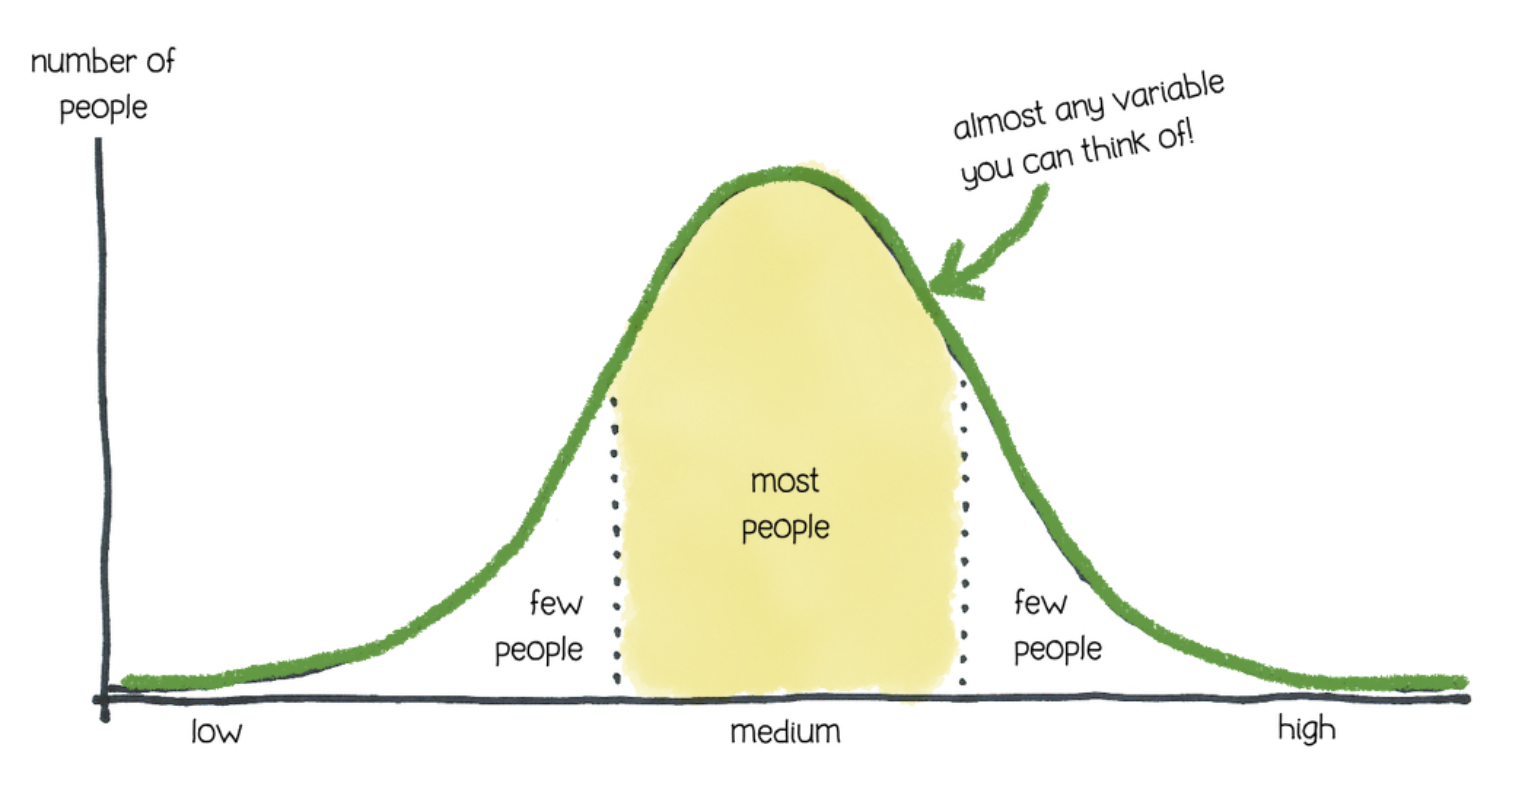 number of
people
almost any variable
you can think of!
most
people
few
people
few
people
low
medium
high